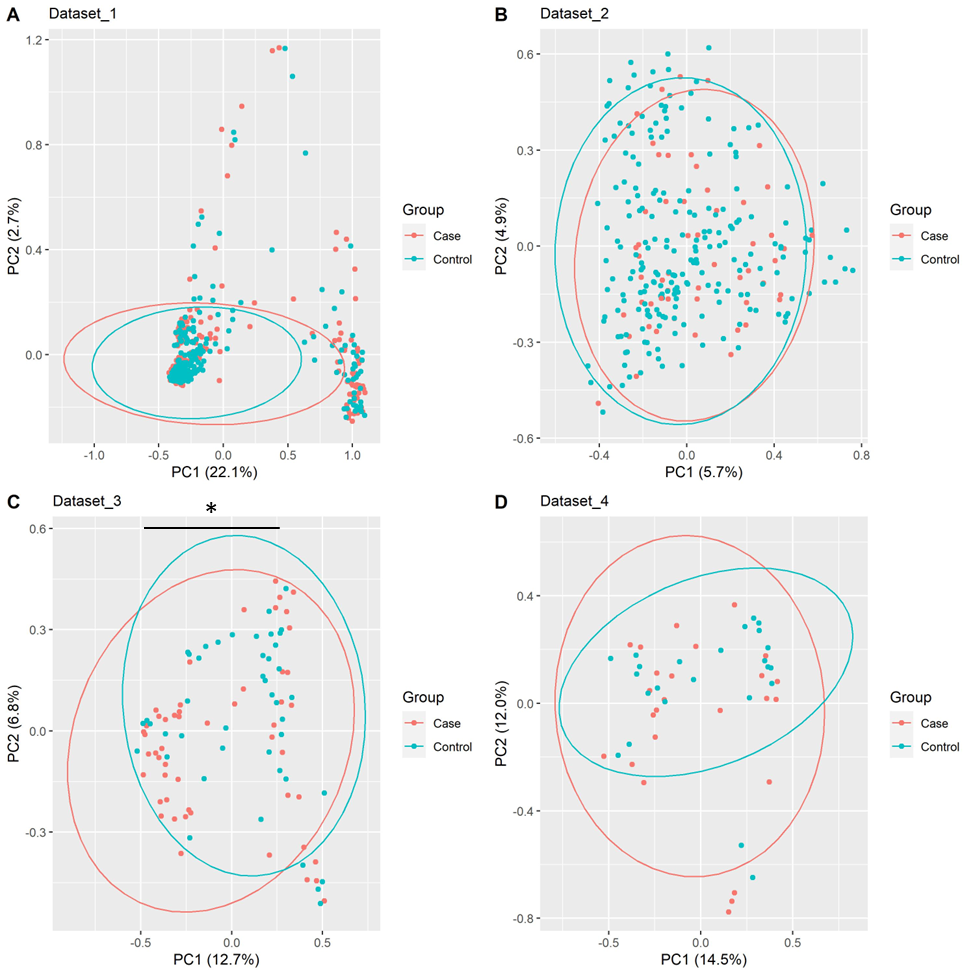 A
Dataset_1
1.2
0.8
0.4
0.0
PC2 (2.7%)
-1.0
-0.5
0.0
0.5
1.0
PC1 (22.1%)
Group
Case
Control
B
Dataset_2
0.6
0.3
0.0
-0.3
-0.6
PC2 (4.9%)
-0.4
0.0
0.4
0.8
PC1 (5.7%)
Group
Case
Control
C
Dataset_3
*
0.6
0.3
0.0
-0.3
PC2 (6.8%)
-0.5
0.0
0.5
PC1 (12.7%)
Group
Case
Control
D
Dataset_4
0.4
0.0
-0.4
-0.8
PC2 (12.0%)
-0.5
0.0
0.5
PC1 (14.5%)
Group
Case
Control